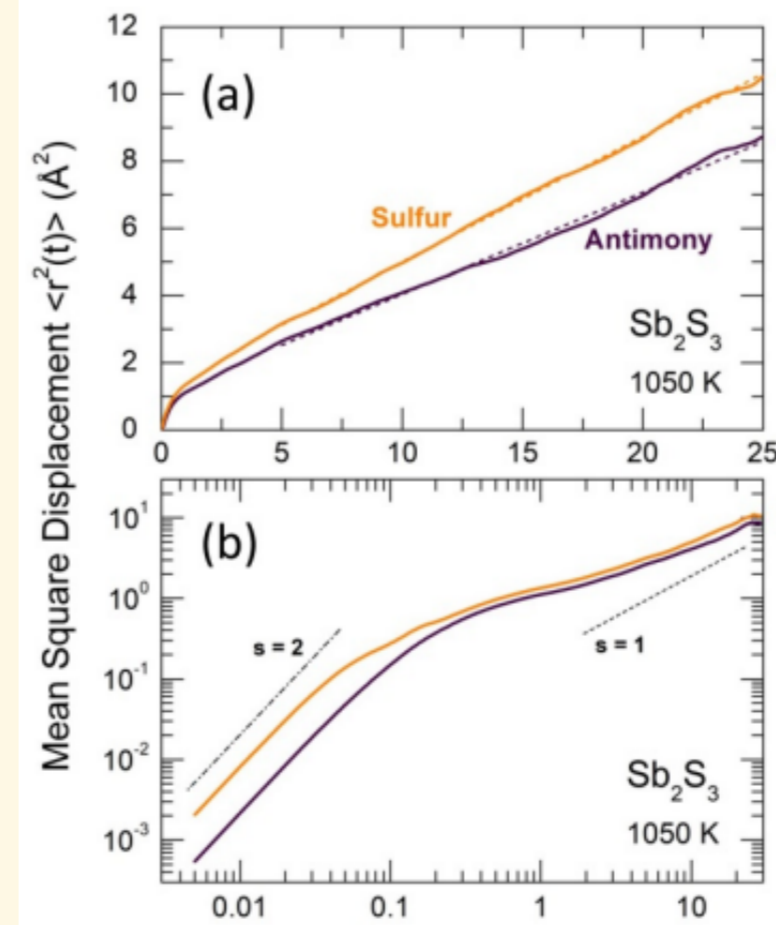 Mean Square Displacement <r²(t)> (Å²)
12
10
8
6
4
2
0
(a)
Sulfur
Antimony
Sb₂S₃
1050 K
0 5 10 15 20 25
10¹
10⁰
10⁻¹
10⁻²
10⁻³
(b)
s = 2
s = 1
Sb₂S₃
1050 K
0.01 0.1 1 10